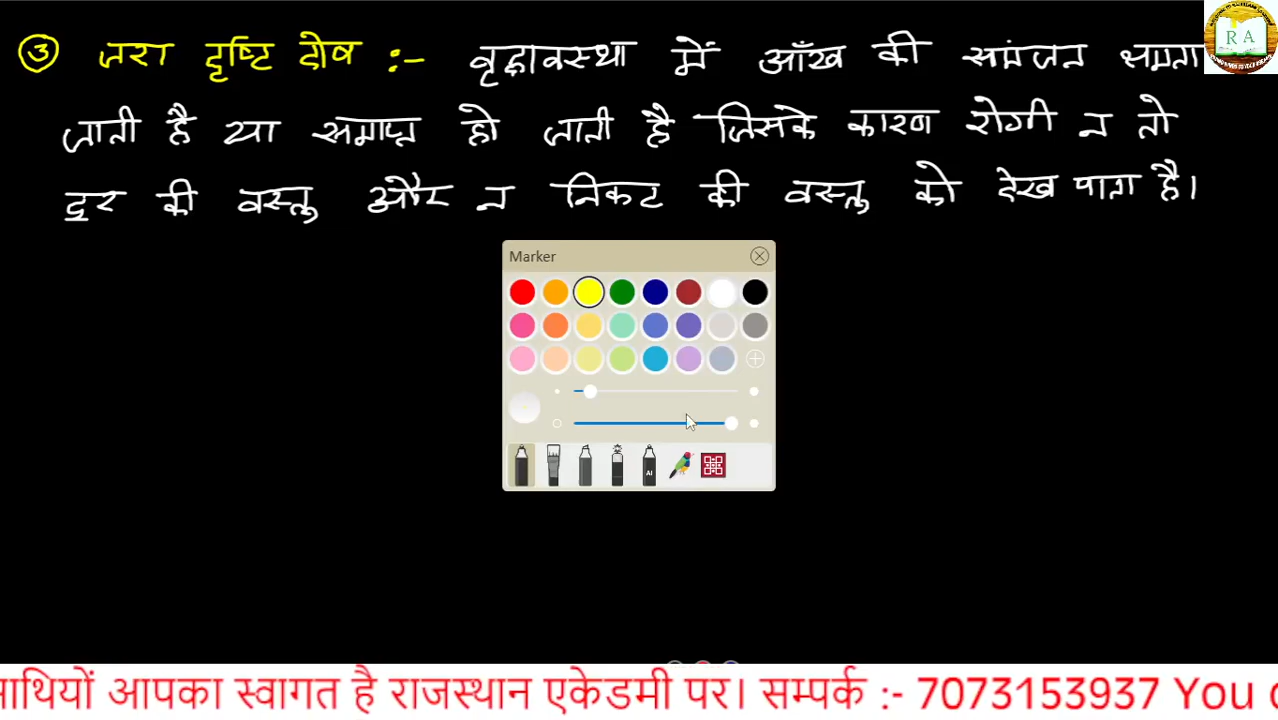 ③ जरा दृष्टि दोष :- वृद्धावस्था में आँख की समंजन क्षमता
जाती है या समाप्त हो जाती है जिसके कारण रोगी न तो
दूर की वस्तु और न निकट की वस्तु को देख पाता है।
R A
Marker
AI
साथियों आपका स्वागत है राजस्थान एकेडमी पर। सम्पर्क :- 7073153937 You